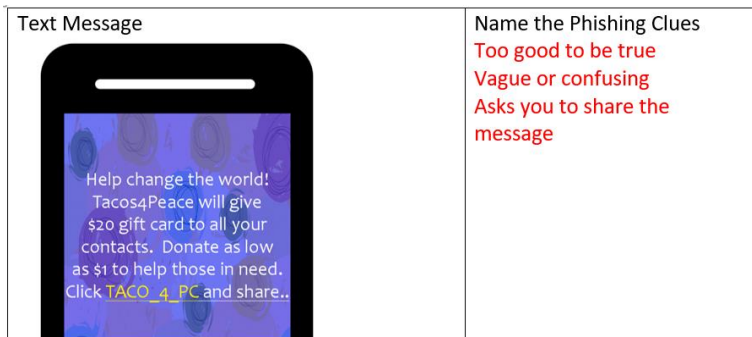 Text Message
Help change the world!
Tacos4Peace will give
$20 gift card to all your
contacts. Donate as low
as $1 to help those in need.
Click TACO_4_PC and share..
Name the Phishing Clues
Too good to be true
Vague or confusing
Asks you to share the
message